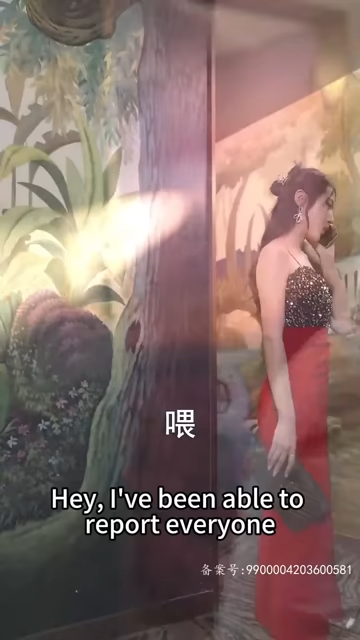 喂
Hey, I've been able to
report everyone
备案号:9900004203600581